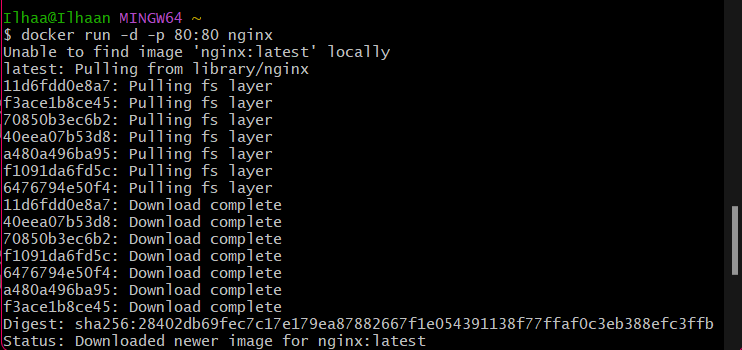 Ilhaa@Ilhaan MINGW64 ~
$ docker run -d -p 80:80 nginx
Unable to find image 'nginx:latest' locally
latest: Pulling from library/nginx
11d6fdd0e8a7: Pulling fs layer
f3ace1b8ce45: Pulling fs layer
70850b3ec6b2: Pulling fs layer
40eea07b53d8: Pulling fs layer
a480a496ba95: Pulling fs layer
f1091da6fd5c: Pulling fs layer
6476794e50f4: Pulling fs layer
11d6fdd0e8a7: Download complete
40eea07b53d8: Download complete
70850b3ec6b2: Download complete
f1091da6fd5c: Download complete
6476794e50f4: Download complete
a480a496ba95: Download complete
f3ace1b8ce45: Download complete
Digest: sha256:28402db69fec7c17e179ea87882667f1e054391138f77ffaf0c3eb388efc3ffb
Status: Downloaded newer image for nginx:latest